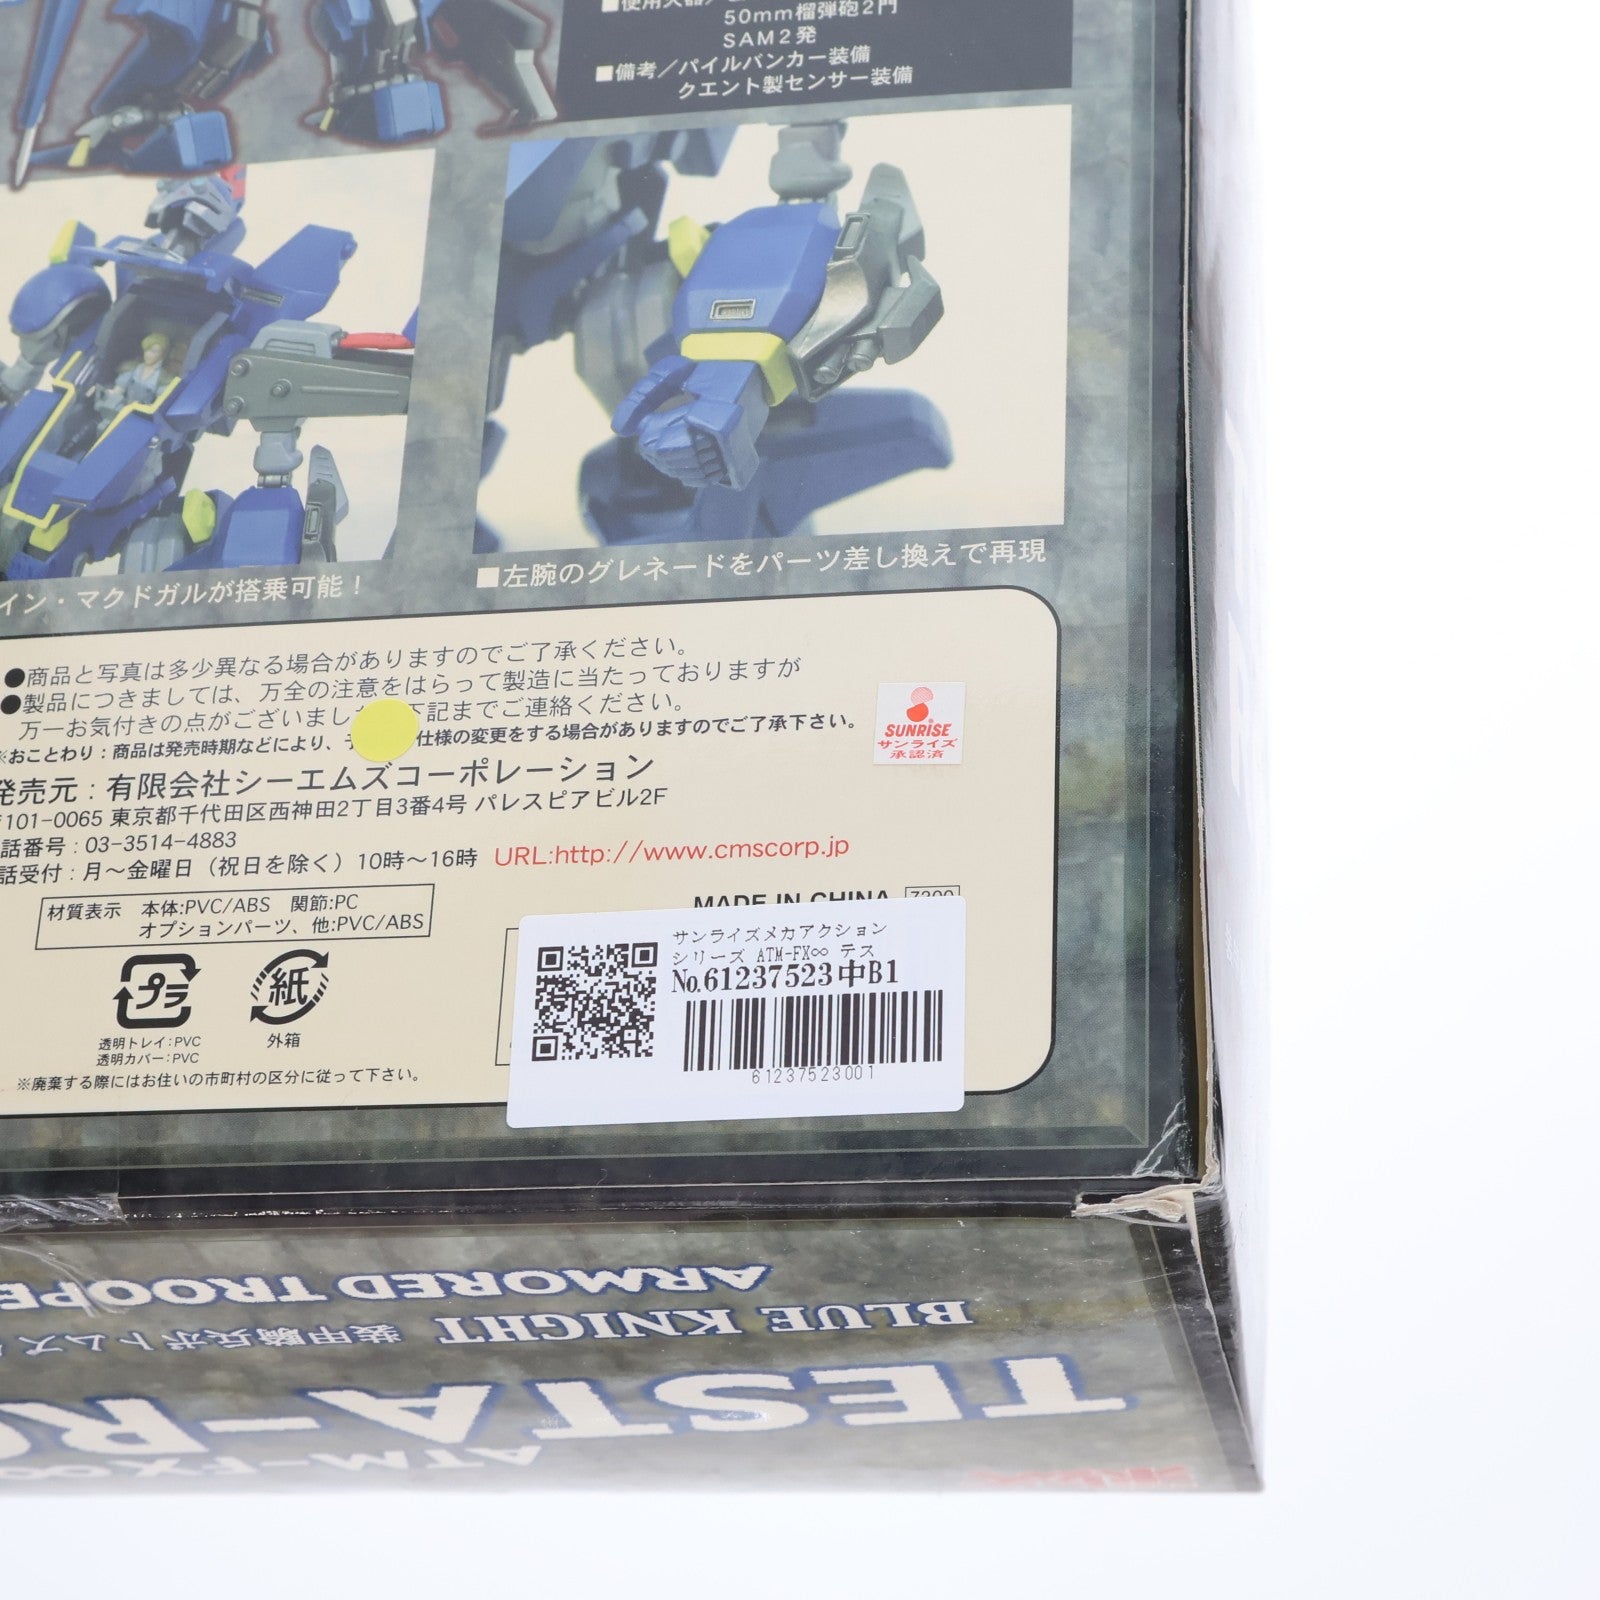 ■使用火器／
50mm榴弾砲2門
SAM2発
■備考／パイルバンカー装備
クエント製センサー装備
イン・マクドガルが搭乗可能！
■左腕のグレネードをパーツ差し換えで再現
●商品と写真は多少異なる場合がありますのでご了承ください。
●製品につきましては、万全の注意をはらって製造に当たっておりますが
万一お気付きの点がございまし 下記までご連絡ください。
※おことわり：商品は発売時期などにより、 仕様の変更をする場合がありますのでご了承下さい。
SUNRISE
サンライズ
承認済
発売元：有限会社シーエムズコーポレーション
〒101-0065 東京都千代田区西神田2丁目3番4号 パレスピアビル2F
話番号：03-3514-4883
話受付：月～金曜日（祝日を除く）10時～16時 URL:http://www.cmscorp.jp
材質表示 本体:PVC/ABS 関節:PC
オプションパーツ、他:PVC/ABS
MADE IN CHINA
プラ
紙
透明トレイ：PVC
透明カバー：PVC
外箱
※廃棄する際にはお住いの市町村の区分に従って下さい。
サンライズメカアクション
シリーズ ATM-FX∞ テス
No.61237523中B1
61237523001
ARMORED TROOPE
BLUE KNIGHT 装甲騎兵ボトムズ
TESTA-RO
ATM-FX∞